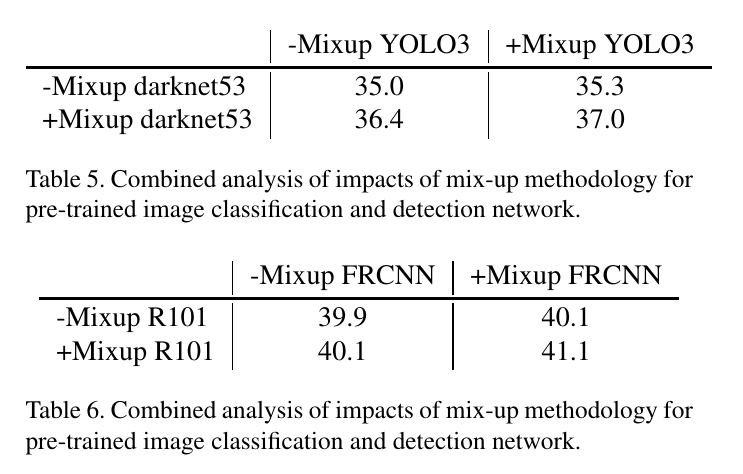 -Mixup YOLO3 +Mixup YOLO3
-Mixup darknet53 35.0 35.3
+Mixup darknet53 36.4 37.0
Table 5. Combined analysis of impacts of mix-up methodology for
pre-trained image classification and detection network.
-Mixup FRCNN +Mixup FRCNN
-Mixup R101 39.9 40.1
+Mixup R101 40.1 41.1
Table 6. Combined analysis of impacts of mix-up methodology for
pre-trained image classification and detection network.